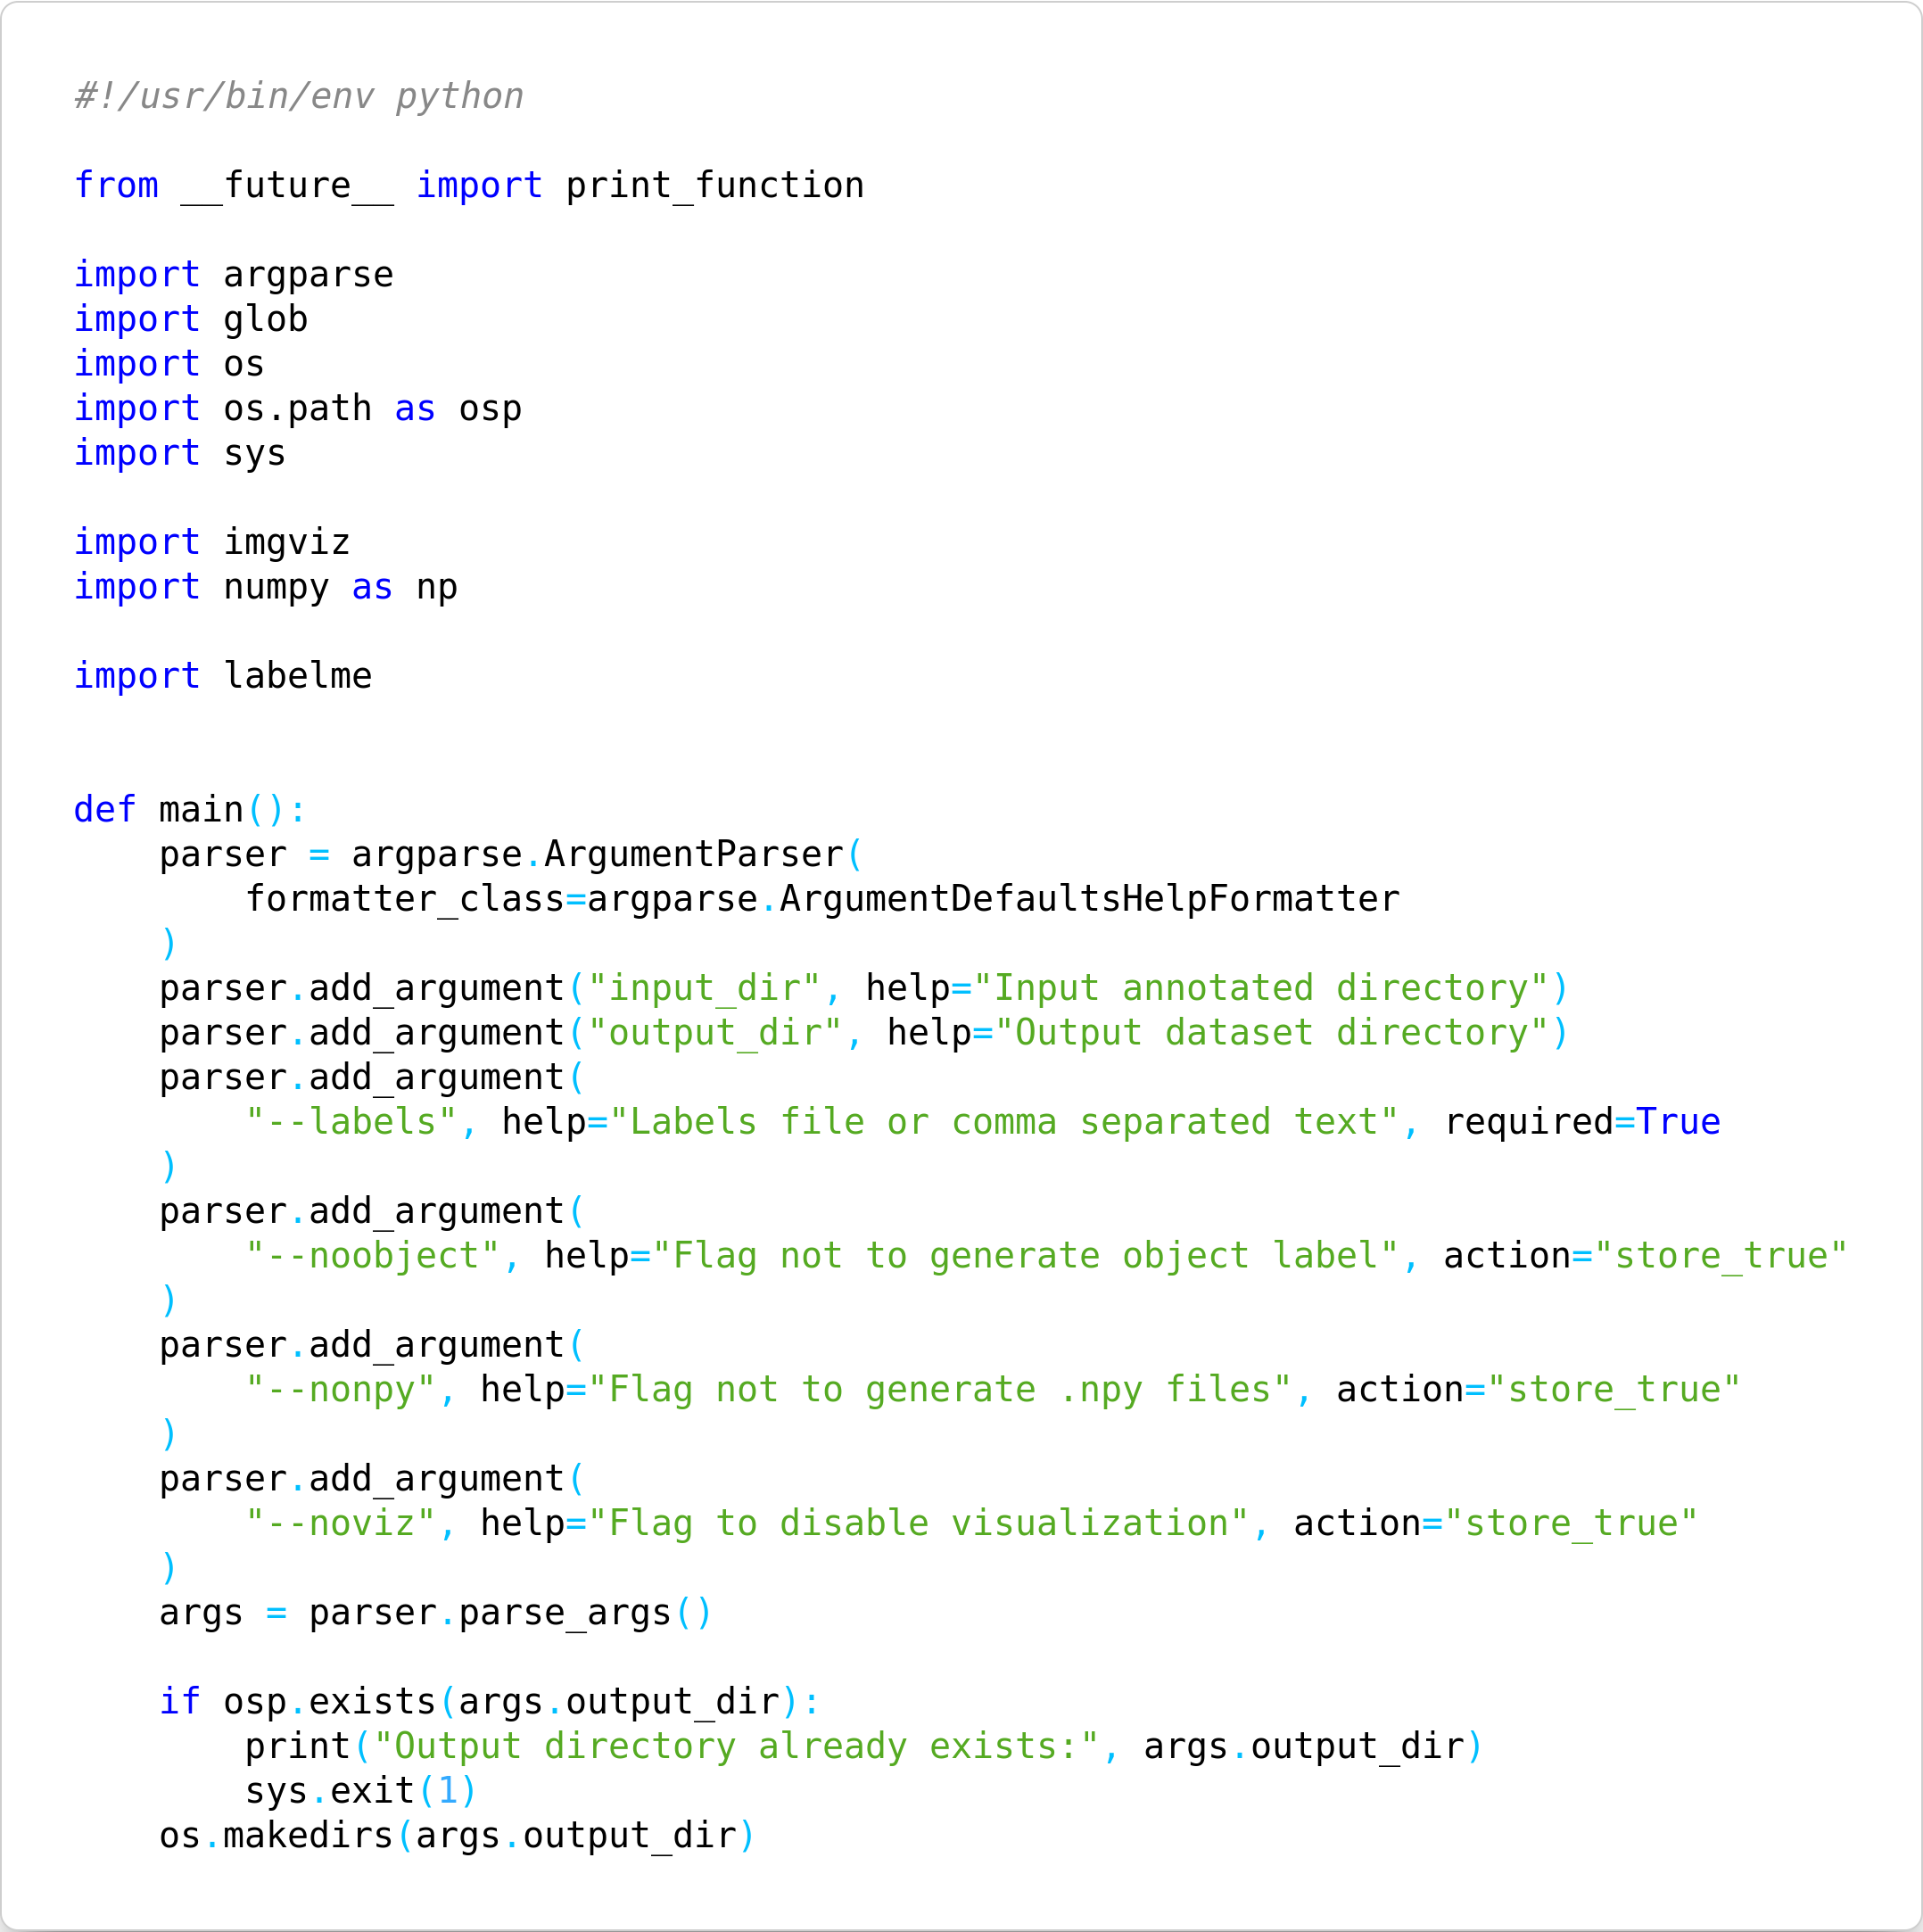 #!/usr/bin/env python

from __future__ import print_function

import argparse
import glob
import os
import os.path as osp
import sys

import imgviz
import numpy as np

import labelme


def main():
    parser = argparse.ArgumentParser(
        formatter_class=argparse.ArgumentDefaultsHelpFormatter
    )
    parser.add_argument("input_dir", help="Input annotated directory")
    parser.add_argument("output_dir", help="Output dataset directory")
    parser.add_argument(
        "--labels", help="Labels file or comma separated text", required=True
    )
    parser.add_argument(
        "--noobject", help="Flag not to generate object label", action="store_true"
    )
    parser.add_argument(
        "--nonpy", help="Flag not to generate .npy files", action="store_true"
    )
    parser.add_argument(
        "--noviz", help="Flag to disable visualization", action="store_true"
    )
    args = parser.parse_args()

    if osp.exists(args.output_dir):
        print("Output directory already exists:", args.output_dir)
        sys.exit(1)
    os.makedirs(args.output_dir)